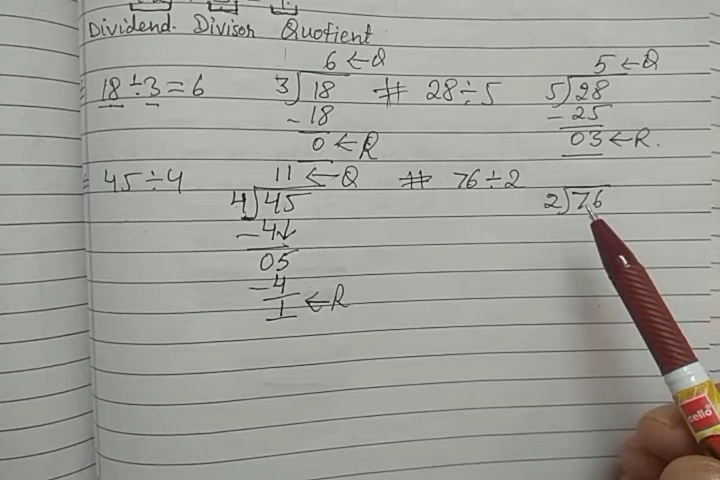 Dividend. Divisor Quotient
18 ÷ 3 = 6
6 ← Q
3)18
- 18
0 ← R
# 28 ÷ 5
5 ← Q
5)28
- 25
03 ← R.
45 ÷ 4
11 ← Q
4)45
- 4↓
05
- 4
1 ← R
# 76 ÷ 2
2)76
cello